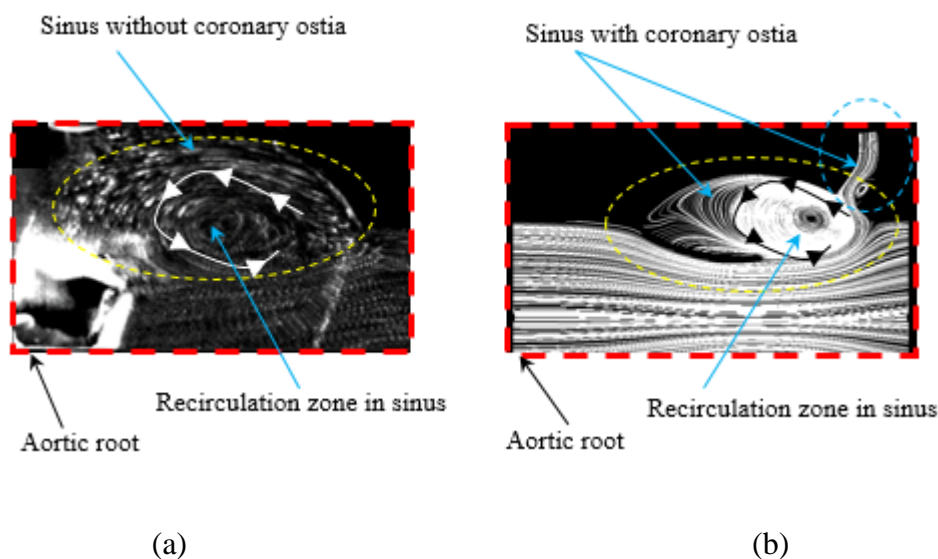 Sinus without coronary ostia
Sinus with coronary ostia
Recirculation zone in sinus
Recirculation zone in sinus
Aortic root
Aortic root
(a)
(b)